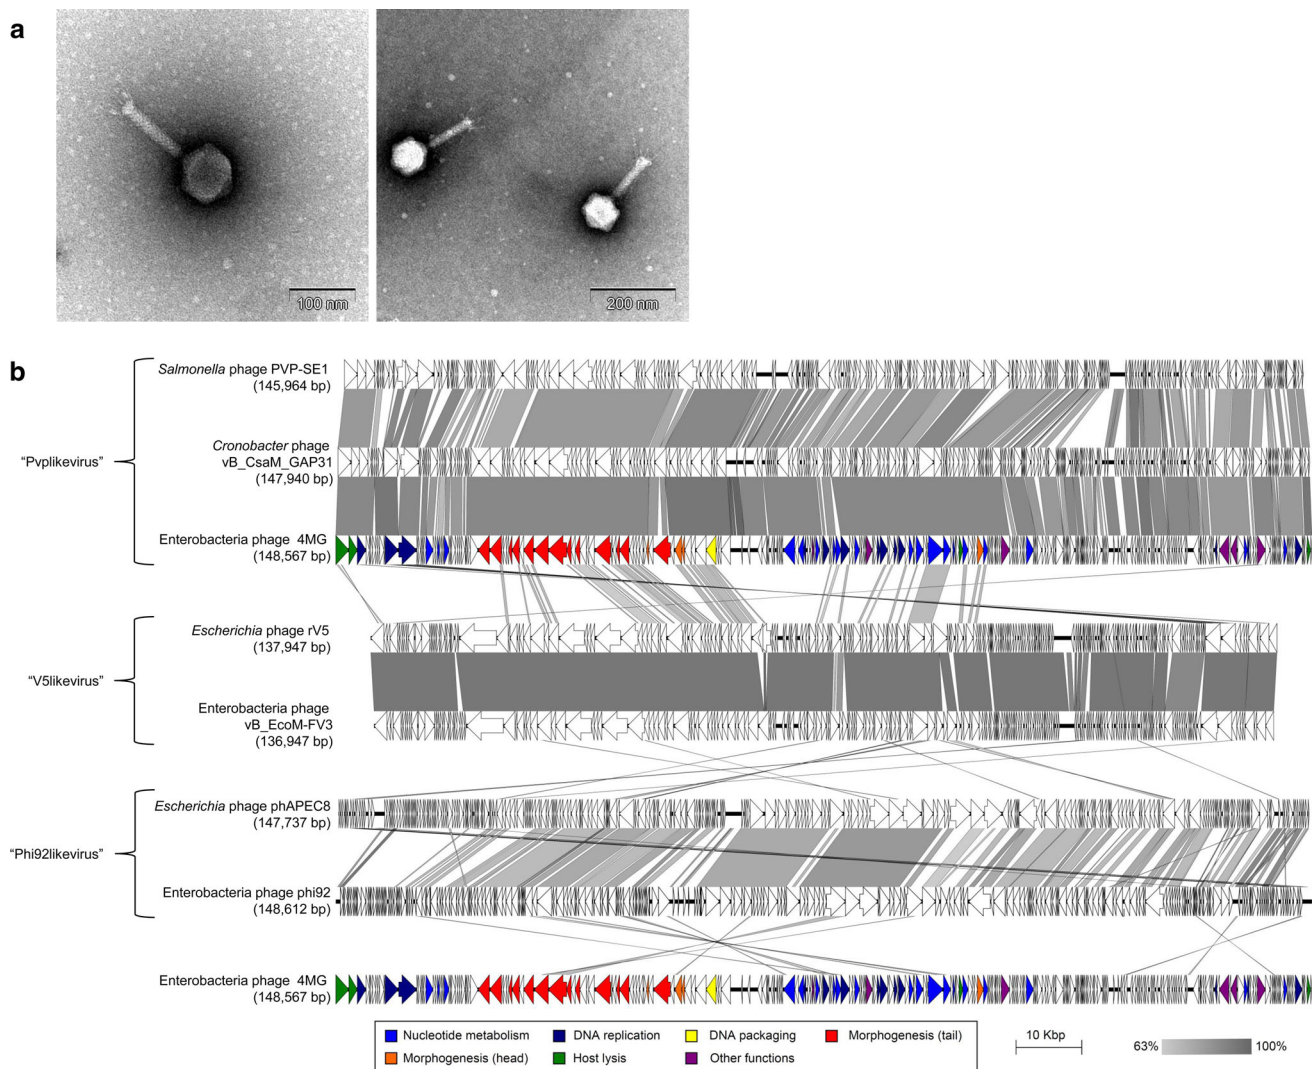 a
100 nm
200 nm
b
Salmonella phage PVP-SE1
(145,964 bp)
Cronobacter phage
vB_CsaM_GAP31
(147,940 bp)
"Pvplikevirus"
Enterobacteria phage 4MG
(148,567 bp)
Escherichia phage rV5
(137,947 bp)
"V5likevirus"
Enterobacteria phage
vB_EcoM-FV3
(136,947 bp)
Escherichia phage phAPEC8
(147,737 bp)
"Phi92likevirus"
Enterobacteria phage phi92
(148,612 bp)
Enterobacteria phage 4MG
(148,567 bp)
Nucleotide metabolism
DNA replication
DNA packaging
Morphogenesis (tail)
Morphogenesis (head)
Host lysis
Other functions
10 Kbp
63%
100%